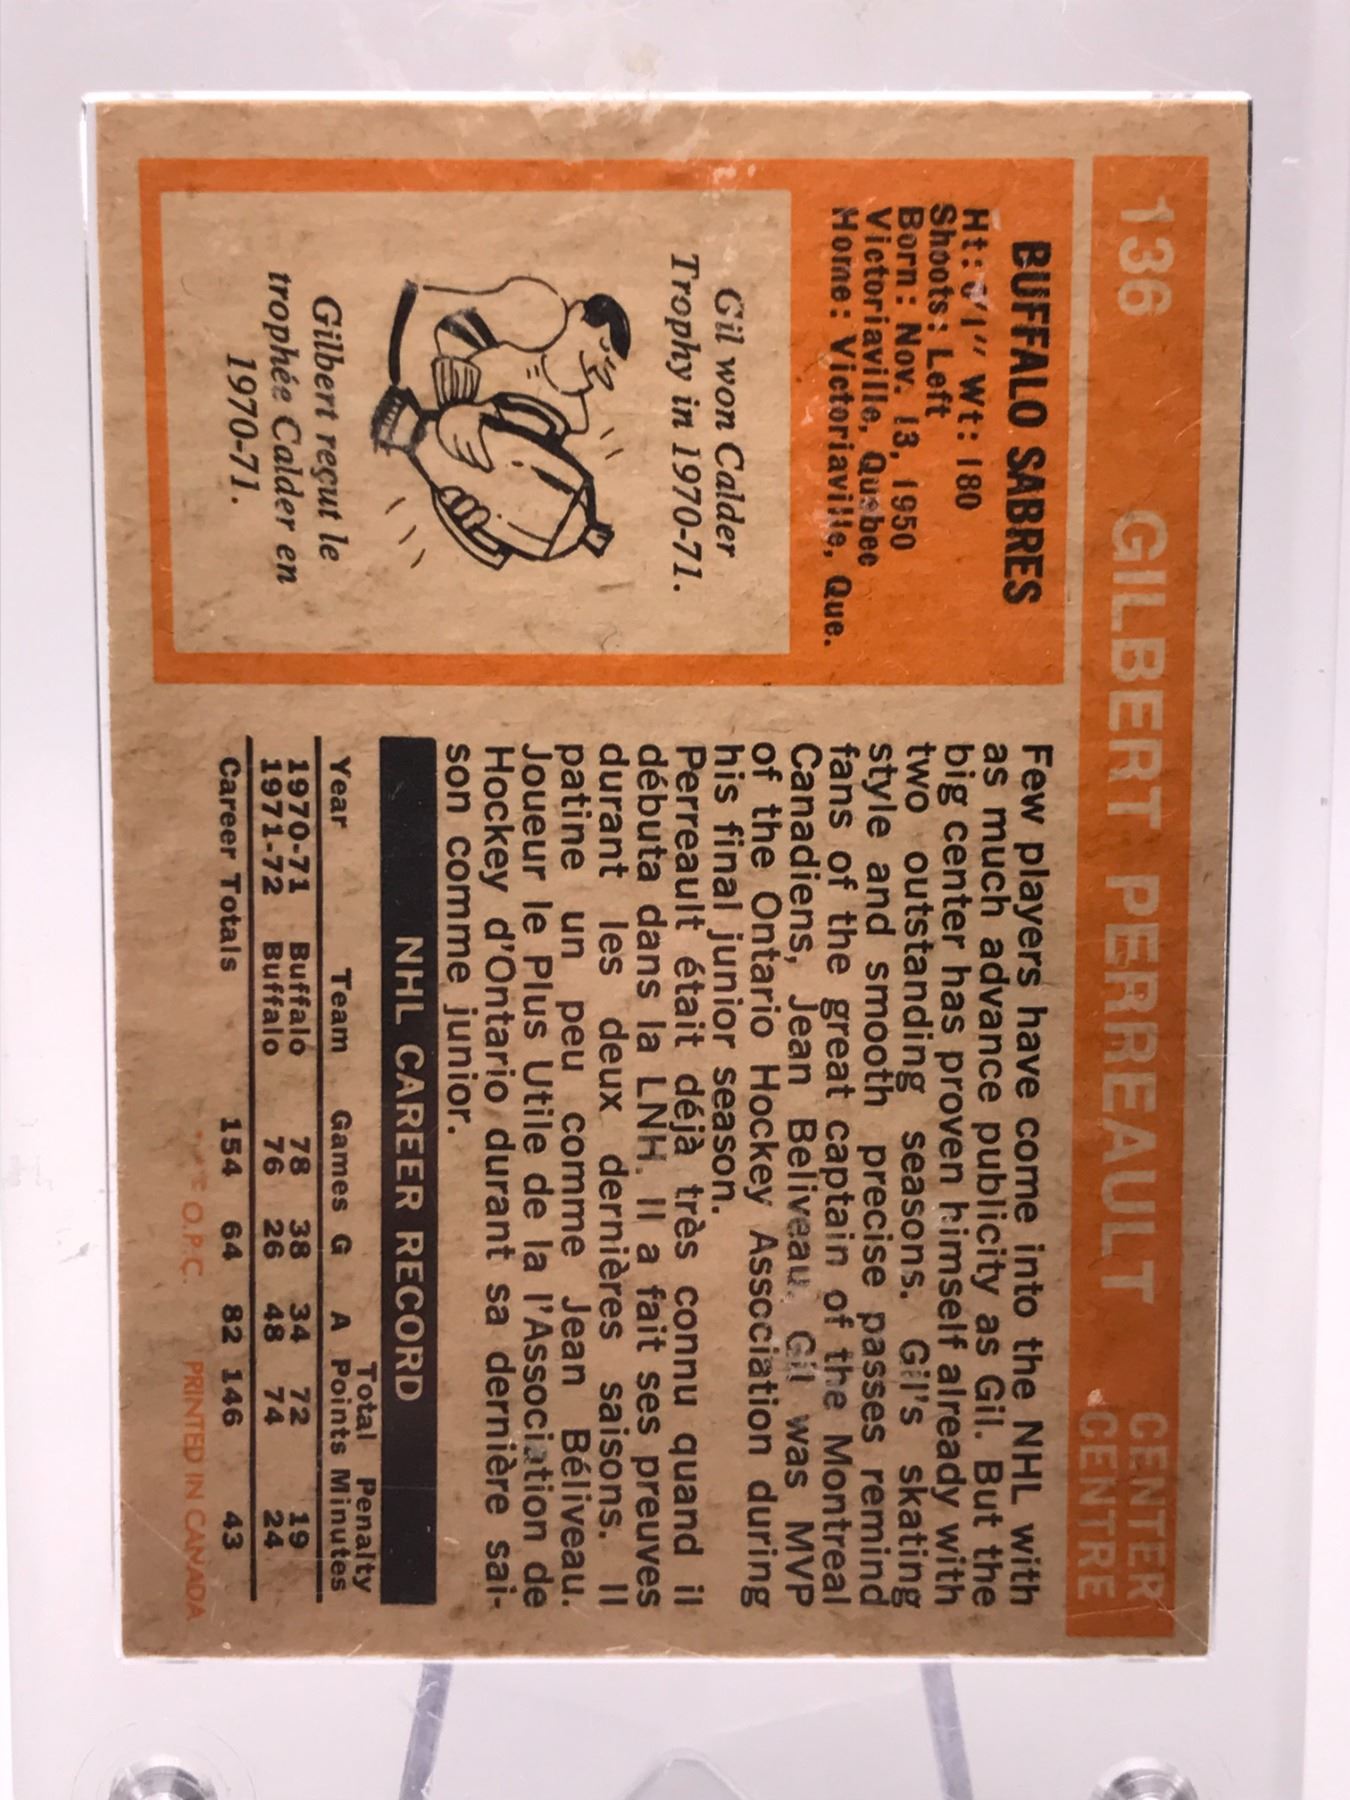 136 GILBERT PERREAULT CENTER
CENTRE
BUFFALO SABRES
Ht: 6'1" Wt: 180
Shoots: Left
Born: Nov. 13, 1950
Victoriaville, Quebec
Home: Victoriaville, Que.
Gil won Calder
Trophy in 1970-71.
Gilbert reçut le
trophée Calder en
1970-71.
Few players have come into the NHL with
as much advance publicity as Gil. But the
big center has proven himself already with
two outstanding seasons. Gil's skating
style and smooth precise passes remind
fans of the great captain of the Montreal
Canadiens, Jean Beliveau. Gil was MVP
of the Ontario Hockey Association during
his final junior season.
Perreault était déjà très connu quand il
débuta dans la LNH. Il a fait ses preuves
durant les deux dernières saisons. Il
patine un peu comme Jean Béliveau.
Joueur le Plus Utile de la l'Association de
Hockey d'Ontario durant sa dernière sai-
son comme junior.
NHL CAREER RECORD
Total Penalty
Year Team Games G A Points Minutes
1970-71 Buffalo 78 38 34 72 19
1971-72 Buffalo 76 26 48 74 24
Career Totals 154 64 82 146 43
O.P.C. PRINTED IN CANADA